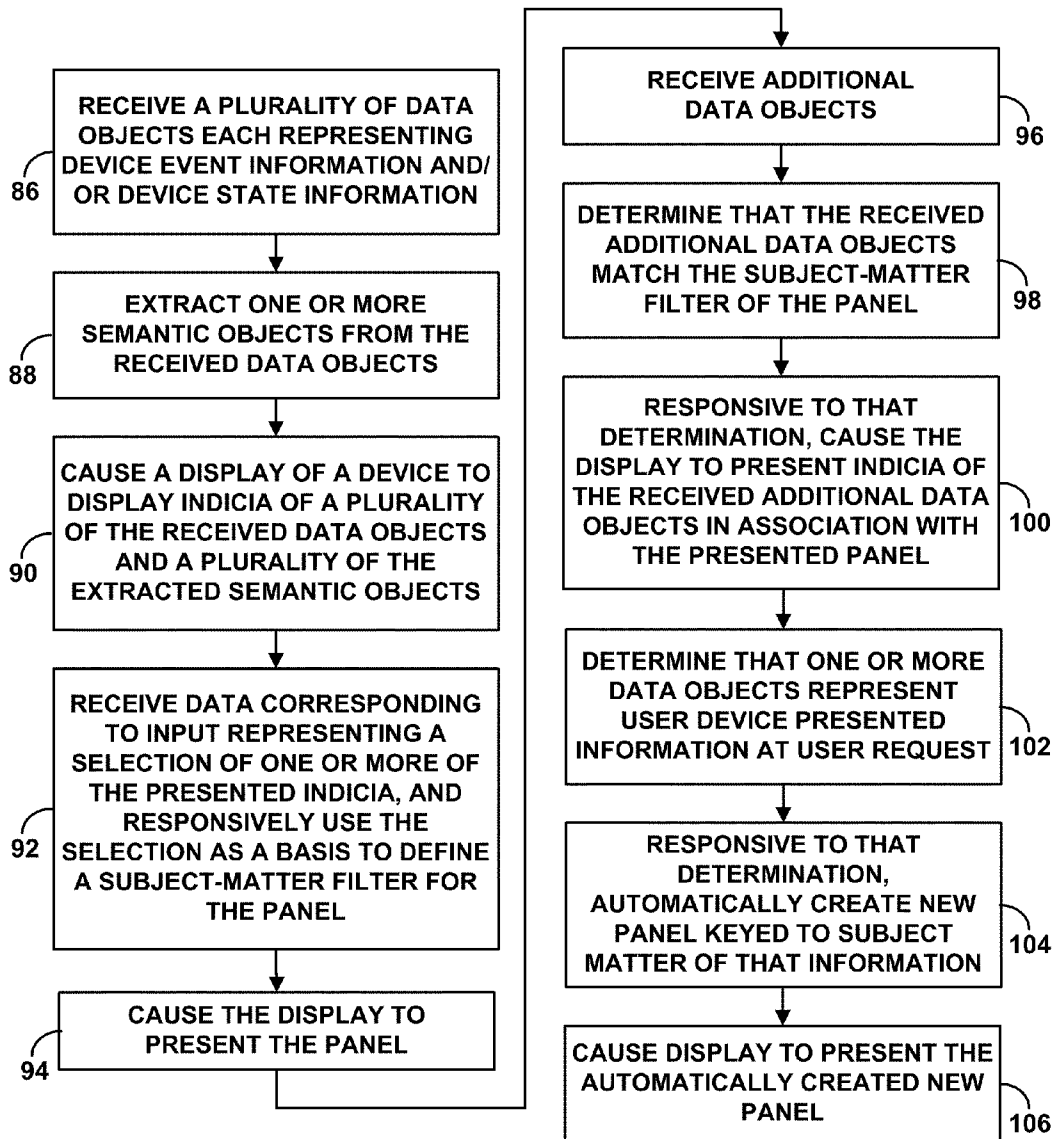 RECEIVE A PLURALITY OF DATA
OBJECTS EACH REPRESENTING
DEVICE EVENT INFORMATION AND/
OR DEVICE STATE INFORMATION
86
EXTRACT ONE OR MORE
SEMANTIC OBJECTS FROM THE
RECEIVED DATA OBJECTS
88
CAUSE A DISPLAY OF A DEVICE TO
DISPLAY INDICIA OF A PLURALITY
OF THE RECEIVED DATA OBJECTS
AND A PLURALITY OF THE
EXTRACTED SEMANTIC OBJECTS
90
RECEIVE DATA CORRESPONDING
TO INPUT REPRESENTING A
SELECTION OF ONE OR MORE OF
THE PRESENTED INDICIA, AND
RESPONSIVELY USE THE
SELECTION AS A BASIS TO DEFINE
A SUBJECT-MATTER FILTER FOR
THE PANEL
92
CAUSE THE DISPLAY TO
PRESENT THE PANEL
94
RECEIVE ADDITIONAL
DATA OBJECTS
96
DETERMINE THAT THE RECEIVED
ADDITIONAL DATA OBJECTS
MATCH THE SUBJECT-MATTER
FILTER OF THE PANEL
98
RESPONSIVE TO THAT
DETERMINATION, CAUSE THE
DISPLAY TO PRESENT INDICIA OF
THE RECEIVED ADDITIONAL DATA
OBJECTS IN ASSOCIATION WITH
THE PRESENTED PANEL
100
DETERMINE THAT ONE OR MORE
DATA OBJECTS REPRESENT
USER DEVICE PRESENTED
INFORMATION AT USER REQUEST
102
RESPONSIVE TO THAT
DETERMINATION,
AUTOMATICALLY CREATE NEW
PANEL KEYED TO SUBJECT
MATTER OF THAT INFORMATION
104
CAUSE DISPLAY TO PRESENT THE
AUTOMATICALLY CREATED NEW
PANEL
106